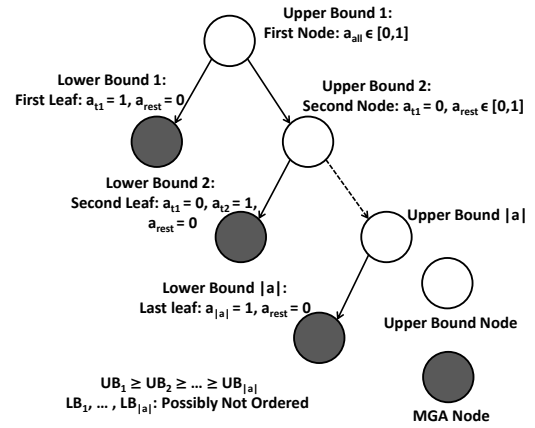 Upper Bound 1:
First Node: a_all ϵ [0,1]
Lower Bound 1:
First Leaf: a_t1 = 1, a_rest = 0
Upper Bound 2:
Second Node: a_t1 = 0, a_rest ϵ [0,1]
Lower Bound 2:
Second Leaf: a_t1 = 0, a_t2 = 1,
a_rest = 0
Upper Bound |a|
Lower Bound |a|:
Last leaf: a_|a| = 1, a_rest = 0
Upper Bound Node
UB_1 ≥ UB_2 ≥ ... ≥ UB_|a|
LB_1, ... , LB_|a|: Possibly Not Ordered
MGA Node